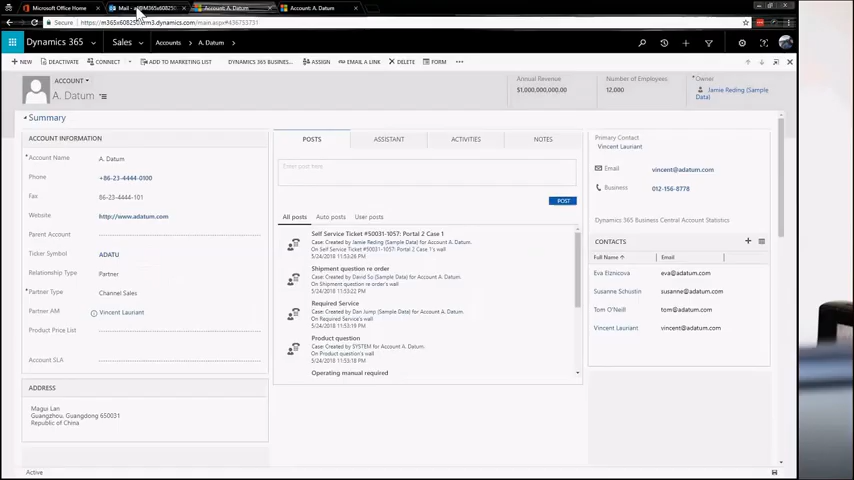 Microsoft Office Home
Account: A. Datum
Account: A. Datum
Secure
Dynamics 365
Sales
Accounts
A. Datum
NEW
DEACTIVATE
CONNECT
ADD TO MARKETING LIST
DYNAMICS 365 BUSINES...
ASSIGN
EMAIL A LINK
DELETE
FORM
ACCOUNT
A. Datum
Annual Revenue
$1,000,000,000.00
Number of Employees
12,000
Owner
Jamie Reding (Sample
Data)
Summary
ACCOUNT INFORMATION
Account Name
A. Datum
Phone
+86-23-4444-0100
Fax
86-23-4444-101
Website
http://www.adatum.com
Parent Account
Ticker Symbol
ADATU
Relationship Type
Partner
Partner Type
Channel Sales
Partner AM
Vincent Lauriant
Product Price List
Account SLA
ADDRESS
Magui Lan
Guangzhou, Guangdong 650031
Republic of China
POSTS
ASSISTANT
ACTIVITIES
NOTES
Enter post here
POST
All posts
Auto posts
User posts
Self Service Ticket #50031-1057: Portal 2 Case 1
Case: Created by Jamie Reding (Sample Data) for Account A. Datum.
On Self Service Ticket #50031-1057: Portal 2 Case 1's wall
5/24/2018 11:53:26 PM
Shipment question re order
Case: Created by David So (Sample Data) for Account A. Datum.
On Shipment question re order's wall
5/24/2018 11:53:22 PM
Required Service
Case: Created by Dan Jump (Sample Data) for Account A. Datum.
On Required Service's wall
5/24/2018 11:53:19 PM
Product question
Case: Created by SYSTEM for Account A. Datum.
On Product question's wall
5/24/2018 11:53:18 PM
Operating manual required
Primary Contact
Vincent Lauriant
Email
vincent@adatum.com
Business
012-156-8778
Dynamics 365 Business Central Account Statistics
CONTACTS
Full Name
Email
Eva Elznicova
eva@adatum.com
Susanne Schustin
susanne@adatum.com
Tom O'Neill
tom@adatum.com
Vincent Lauriant
vincent@adatum.com
Active